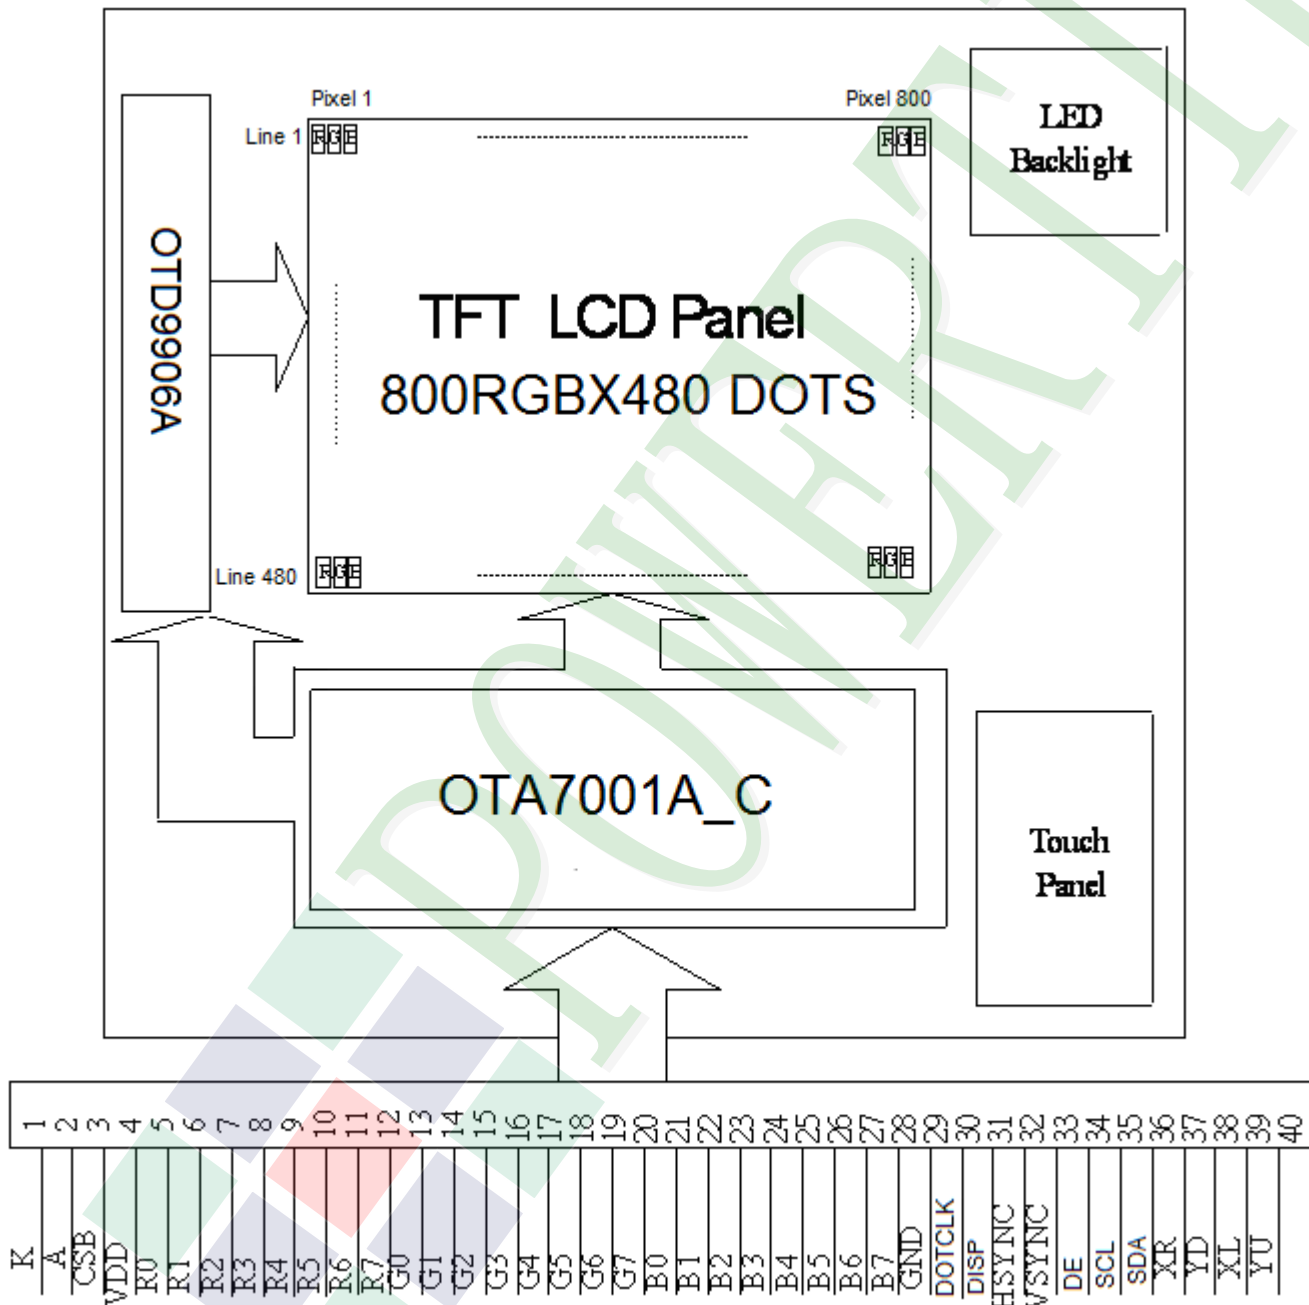 Pixel 1
Pixel 800
Line 1
RGB
RGB
LED
Backlight
OTD9906A
TFT LCD Panel
800RGBX480 DOTS
Line 480
RGB
RGB
OTA7001A_C
Touch
Panel
POWERTI
1 2 3 4 5 6 7 8 9 10 11 12 13 14 15 16 17 18 19 20 21 22 23 24 25 26 27 28 29 30 31 32 33 34 35 36 37 38 39 40
K A CSB VDD R0 R1 R2 R3 R4 R5 R6 R7 G0 G1 G2 G3 G4 G5 G6 G7 B0 B1 B2 B3 B4 B5 B6 B7 GND DOTCLK DISP HSYNC VSYNC DE SCL SDA XR YD XL YU